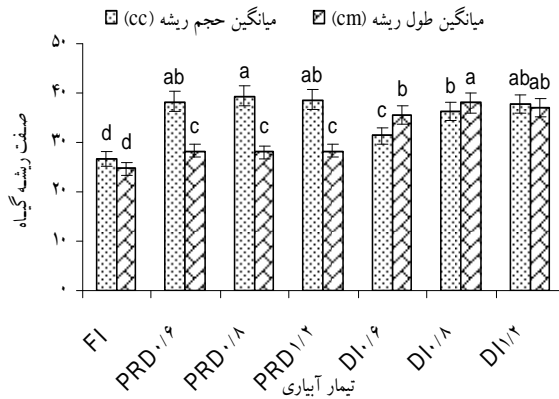 میانگین حجم ریشه (cc) میانگین طول ریشه (cm)
۵۰
۴۰
۳۰
۲۰
۱۰
۰
صفت ریشه گیاه
d d
ab c
a c
ab c
c b
b a
ab ab
FI
PRD۰/۶
PRD۰/۸
PRD۱/۲
DI۰/۶
DI۰/۸
DI۱/۲
تیمار آبیاری